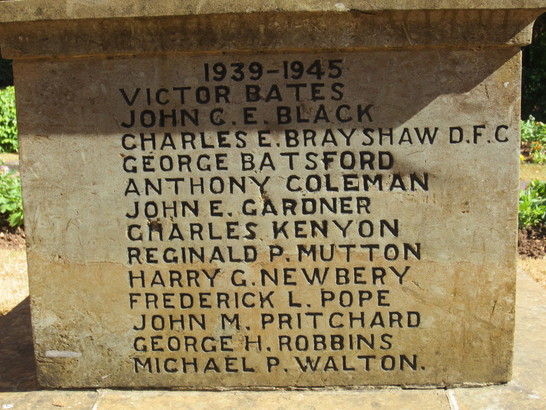 1939-1945
VICTOR BATES
JOHN C.E. BLACK
CHARLES E. BRAYSHAW D.F.C
GEORGE BATSFORD
ANTHONY COLEMAN
JOHN E. GARDNER
CHARLES KENYON
REGINALD P. MUTTON
HARRY G. NEWBERY
FREDERICK L. POPE
JOHN M. PRITCHARD
GEORGE H. ROBBINS
MICHAEL P. WALTON.